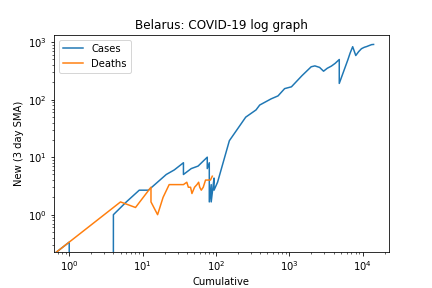 Belarus: COVID-19 log graph
Cases
Deaths
New (3 day SMA)
10³
10²
10¹
10⁰
10⁰ 10¹ 10² 10³ 10⁴
Cumulative